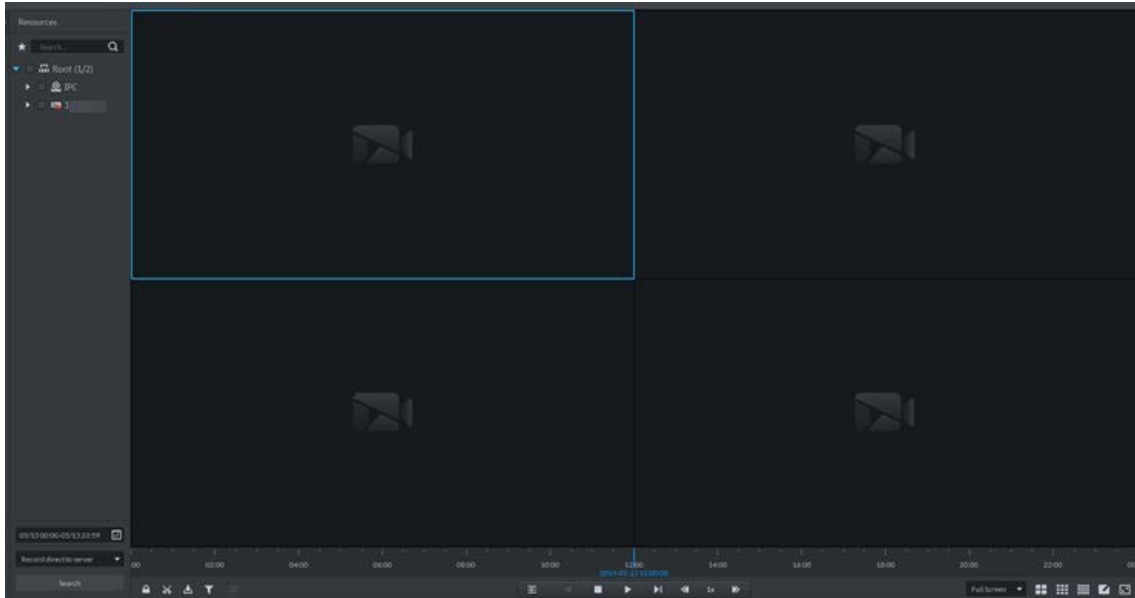 Resources
Search...
Root (1/2)
IPC
1
05/13 00:00-05/13 23:59
Record direct to server
Search
00 02:00 04:00 06:00 08:00 10:00 12:00 14:00 16:00 18:00 20:00 22:00 00
1x
Full Screen